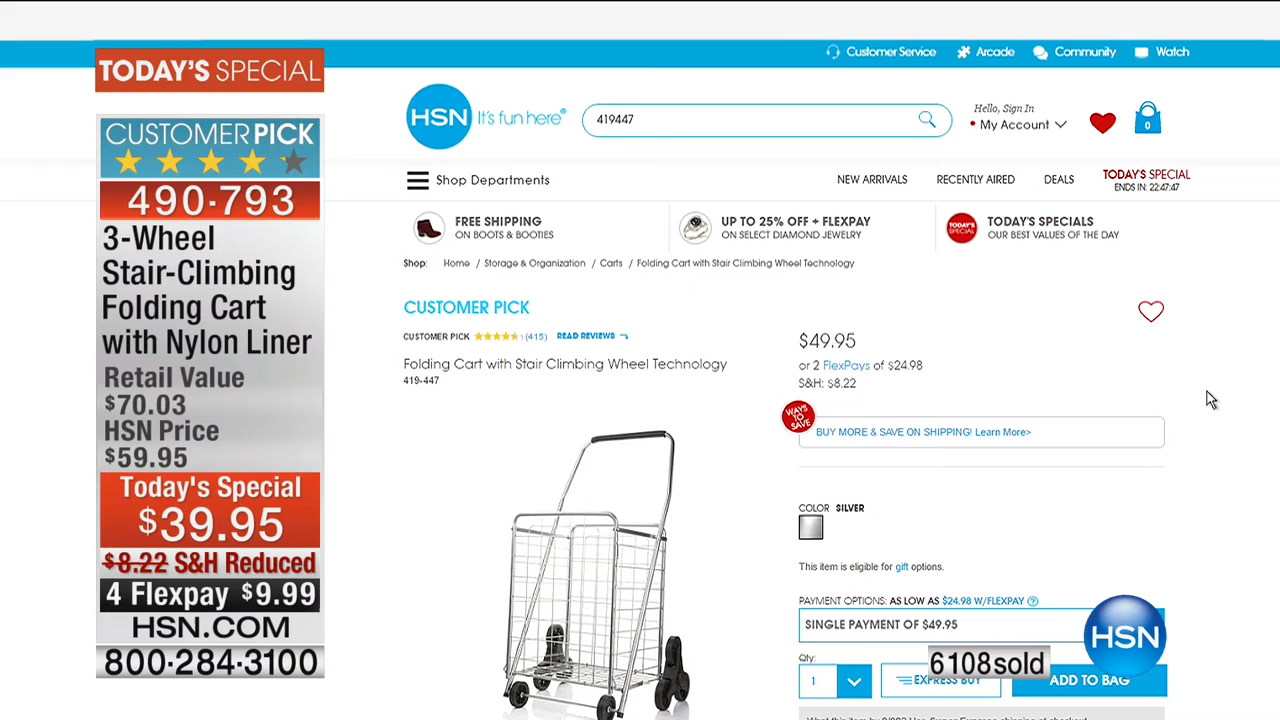 TODAY'S SPECIAL
CUSTOMER PICK
490-793
3-Wheel
Stair-Climbing
Folding Cart
with Nylon Liner
Retail Value
$70.03
HSN Price
$59.95
Today's Special
$39.95
$8.22 S&H Reduced
4 Flexpay $9.99
HSN.COM
800-284-3100
Customer Service Arcade Community Watch
HSN It's fun here®
419447
Hello, Sign In
My Account
0
Shop Departments
NEW ARRIVALS RECENTLY AIRED DEALS TODAY'S SPECIAL
ENDS IN: 22:47:47
FREE SHIPPING
ON BOOTS & BOOTIES
UP TO 25% OFF + FLEXPAY
ON SELECT DIAMOND JEWELRY
TODAY'S SPECIAL
TODAY'S SPECIALS
OUR BEST VALUES OF THE DAY
Shop: Home / Storage & Organization / Carts / Folding Cart with Stair Climbing Wheel Technology
CUSTOMER PICK
CUSTOMER PICK (415) READ REVIEWS
Folding Cart with Stair Climbing Wheel Technology
419-447
$49.95
or 2 FlexPays of $24.98
S&H: $8.22
WAYS TO SAVE
BUY MORE & SAVE ON SHIPPING! Learn More>
COLOR SILVER
This item is eligible for gift options.
PAYMENT OPTIONS: AS LOW AS $24.98 W/FLEXPAY ?
SINGLE PAYMENT OF $49.95
HSN
Qty:
1
EXPRESS BUY
6108sold
ADD TO BAG